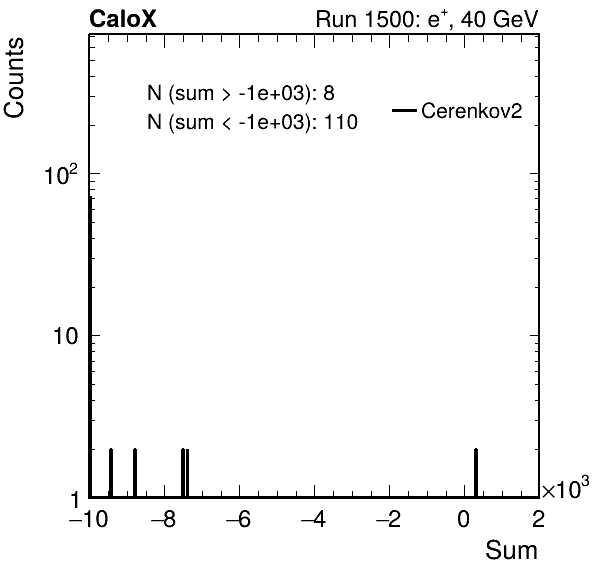 CaloX Run 1500: e⁺, 40 GeV
Counts
N (sum > -1e+03): 8
N (sum < -1e+03): 110
Cerenkov2
10²
10
1
−10 −8 −6 −4 −2 0 2
×10³
Sum